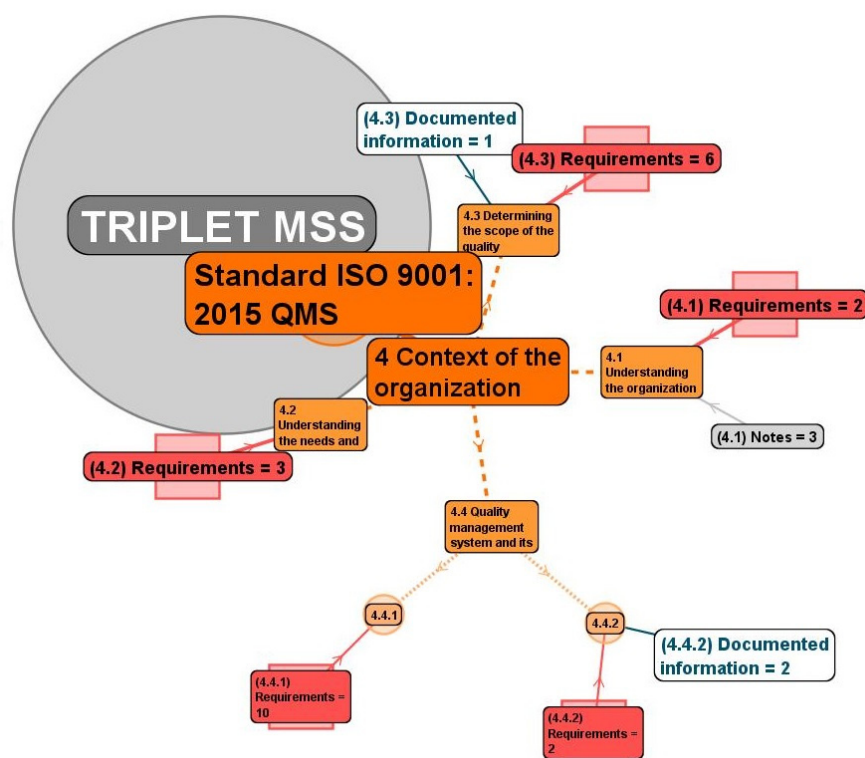 (4.3) Documented
information = 1
(4.3) Requirements = 6
TRIPLET MSS
4.3 Determining
the scope of the
quality
Standard ISO 9001:
2015 QMS
(4.1) Requirements = 2
4 Context of the
organization
4.1
Understanding
the organization
4.2
Understanding
the needs and
(4.1) Notes = 3
(4.2) Requirements = 3
4.4 Quality
management
system and its
4.4.1
4.4.2
(4.4.2) Documented
information = 2
(4.4.1)
Requirements =
10
(4.4.2)
Requirements =
2